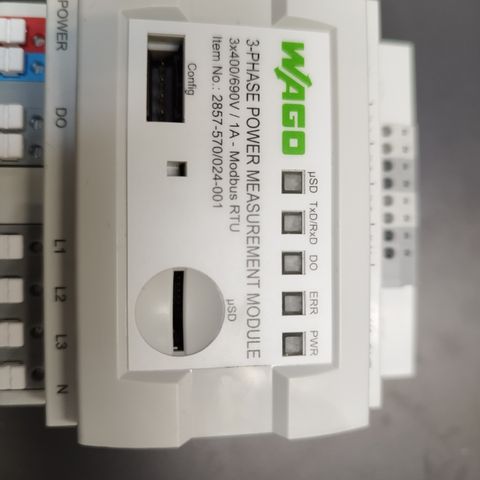 WAGO
3-PHASE POWER MEASUREMENT MODULE
3x400/690V / 1A - Modbus RTU
Item No.: 2857-570/024-001
Config
µSD
µSD
TxD/RxD
DO
ERR
PWR
POWER
DO
L1
L2
L3
N